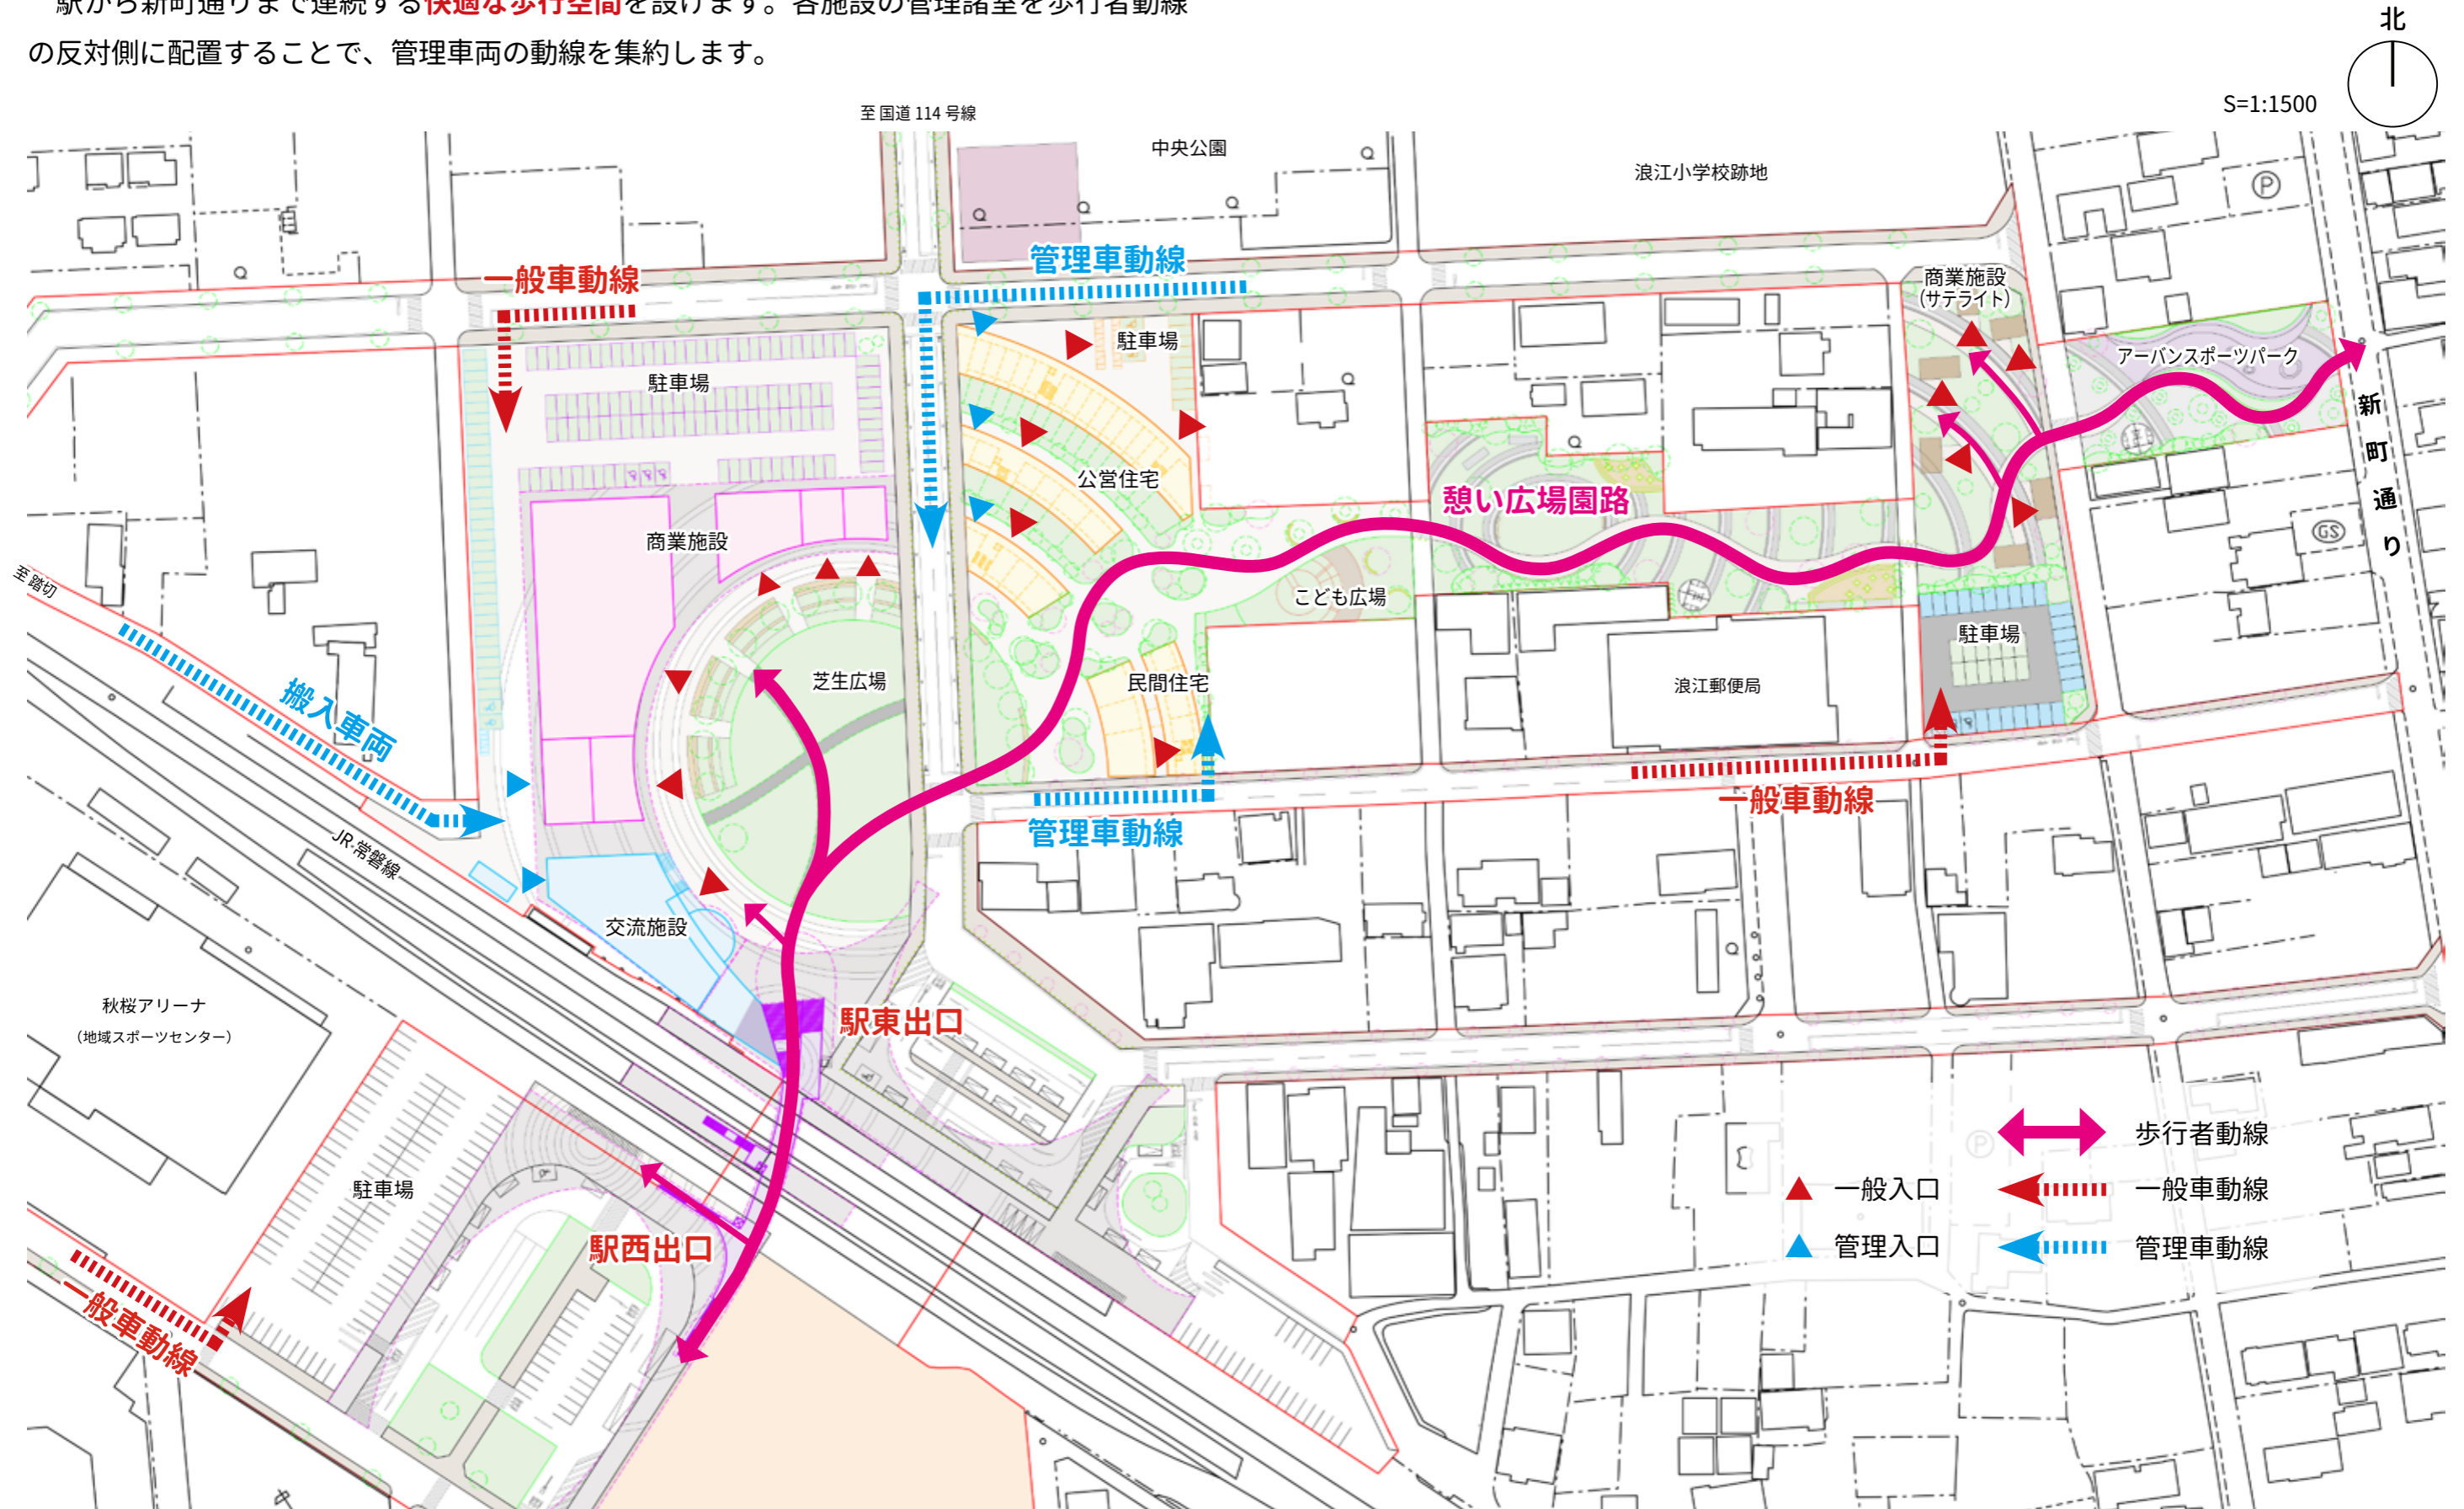 駅から新町通りまで連続する快適な歩行空間を設けます。各施設の管理諸室を歩行者動線
の反対側に配置することで、管理車両の動線を集約します。
北
S=1:1500
至 国道 114 号線
中央公園
浪江小学校跡地
P
管理車動線
一般車動線
商業施設
(サテライト)
駐車場
駐車場
アーバンスポーツパーク
新町通り
公営住宅
憩い広場園路
商業施設
GS
至 踏切
こども広場
駐車場
芝生広場
民間住宅
浪江郵便局
搬入車両
一般車動線
管理車動線
JR 常磐線
交流施設
秋桜アリーナ
（地域スポーツセンター）
駅東出口
P
歩行者動線
駐車場
一般入口
一般車動線
駅西出口
管理入口
管理車動線
一般車動線